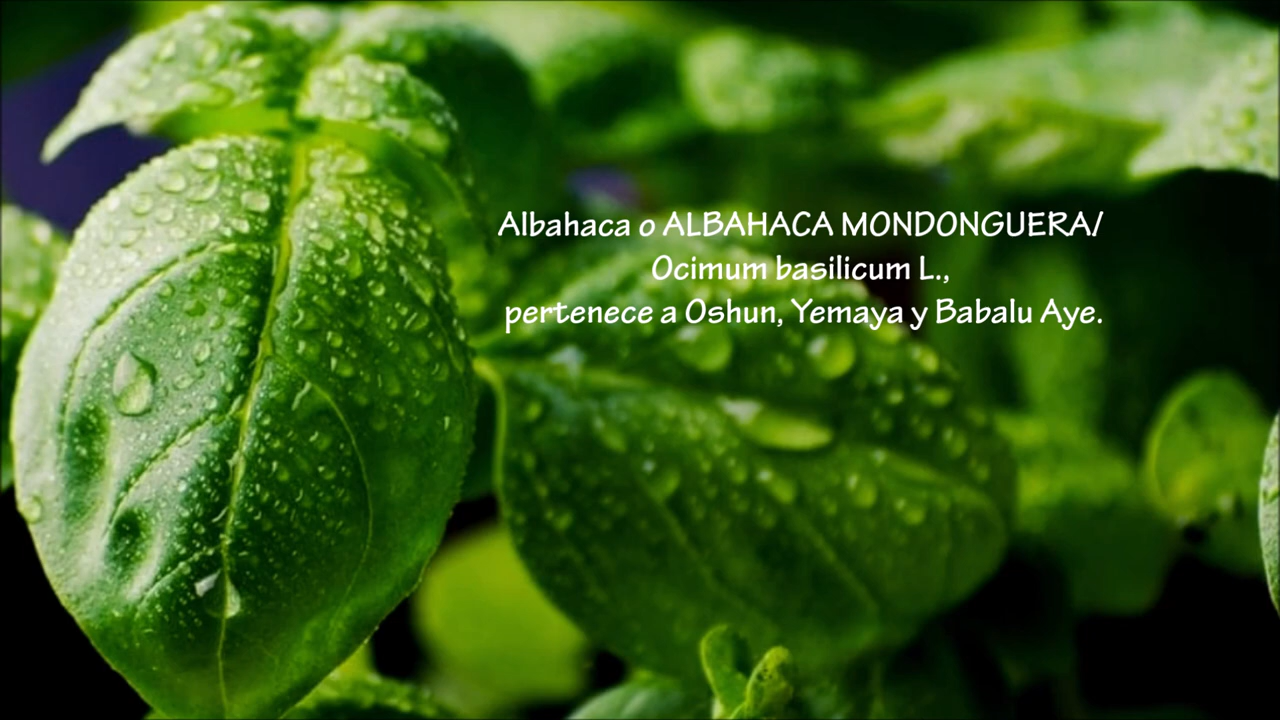 Albahaca o ALBAHACA MONDONGUERA/
Ocimum basilicum L.,
pertenece a Oshun, Yemaya y Babalu Aye.